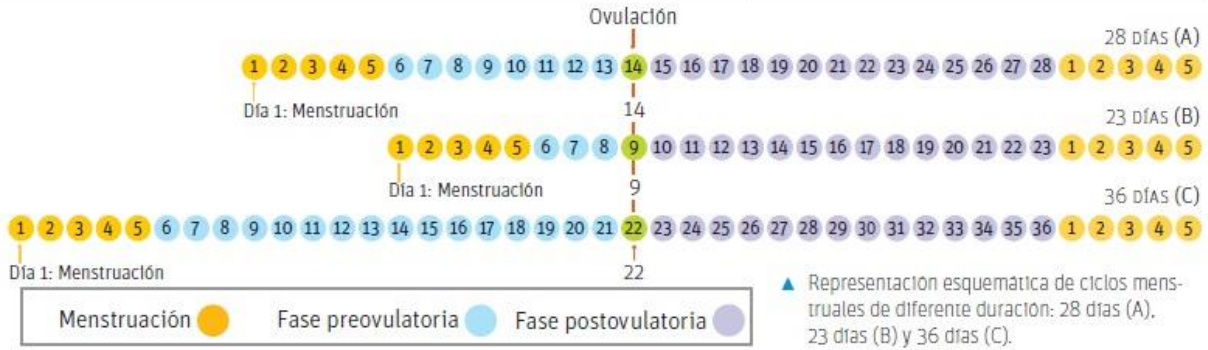 Ovulación
28 DÍAS (A)
1 2 3 4 5 6 7 8 9 10 11 12 13 14 15 16 17 18 19 20 21 22 23 24 25 26 27 28 1 2 3 4 5
Día 1: Menstruación
14
23 DÍAS (B)
1 2 3 4 5 6 7 8 9 10 11 12 13 14 15 16 17 18 19 20 21 22 23 1 2 3 4 5
Día 1: Menstruación
9
36 DÍAS (C)
1 2 3 4 5 6 7 8 9 10 11 12 13 14 15 16 17 18 19 20 21 22 23 24 25 26 27 28 29 30 31 32 33 34 35 36 1 2 3 4 5
Día 1: Menstruación
22
Menstruación Fase preovulatoria Fase postovulatoria
▲ Representación esquemática de ciclos mens-
truales de diferente duración: 28 días (A),
23 días (B) y 36 días (C).